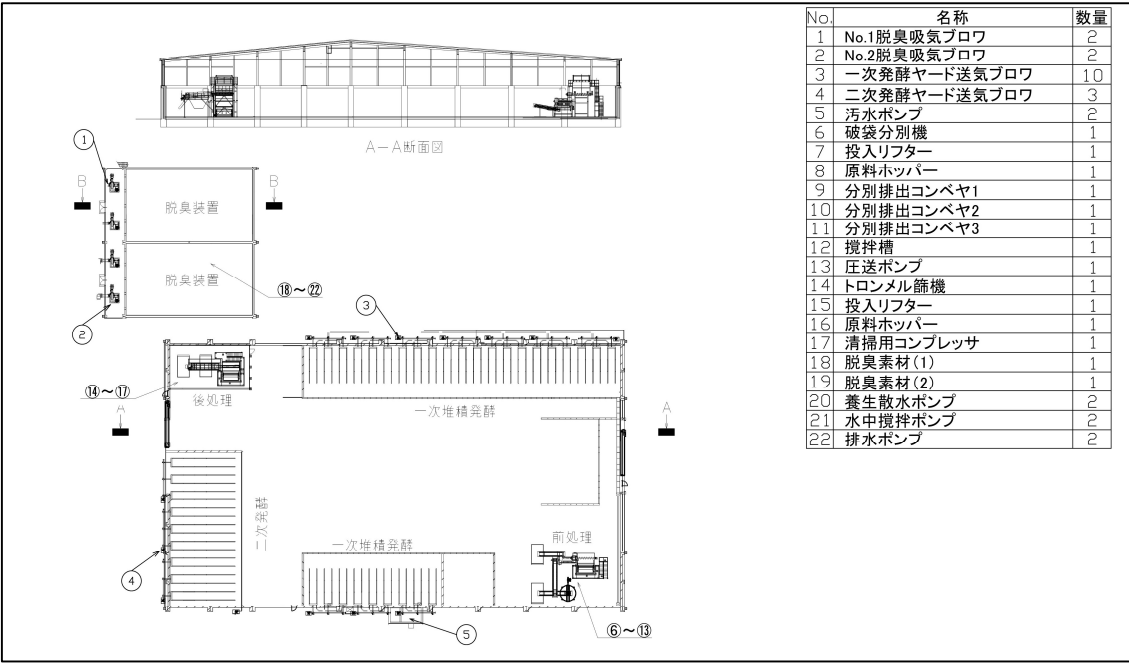 A－A断面図
1
B
B
脱臭装置
脱臭装置
⑱～㉒
2
3
⑭～⑰
後処理
一次堆積発酵
A
A
二次発酵
一次堆積発酵
前処理
4
5
⑥～⑬
No. 名称 数量
1 No.1脱臭吸気ブロワ 2
2 No.2脱臭吸気ブロワ 2
3 一次発酵ヤード送気ブロワ 10
4 二次発酵ヤード送気ブロワ 3
5 汚水ポンプ 2
6 破袋分別機 1
7 投入リフター 1
8 原料ホッパー 1
9 分別排出コンベヤ1 1
10 分別排出コンベヤ2 1
11 分別排出コンベヤ3 1
12 撹拌槽 1
13 圧送ポンプ 1
14 トロンメル篩機 1
15 投入リフター 1
16 原料ホッパー 1
17 清掃用コンプレッサ 1
18 脱臭素材（1） 1
19 脱臭素材（2） 1
20 養生散水ポンプ 2
21 水中撹拌ポンプ 2
22 排水ポンプ 2